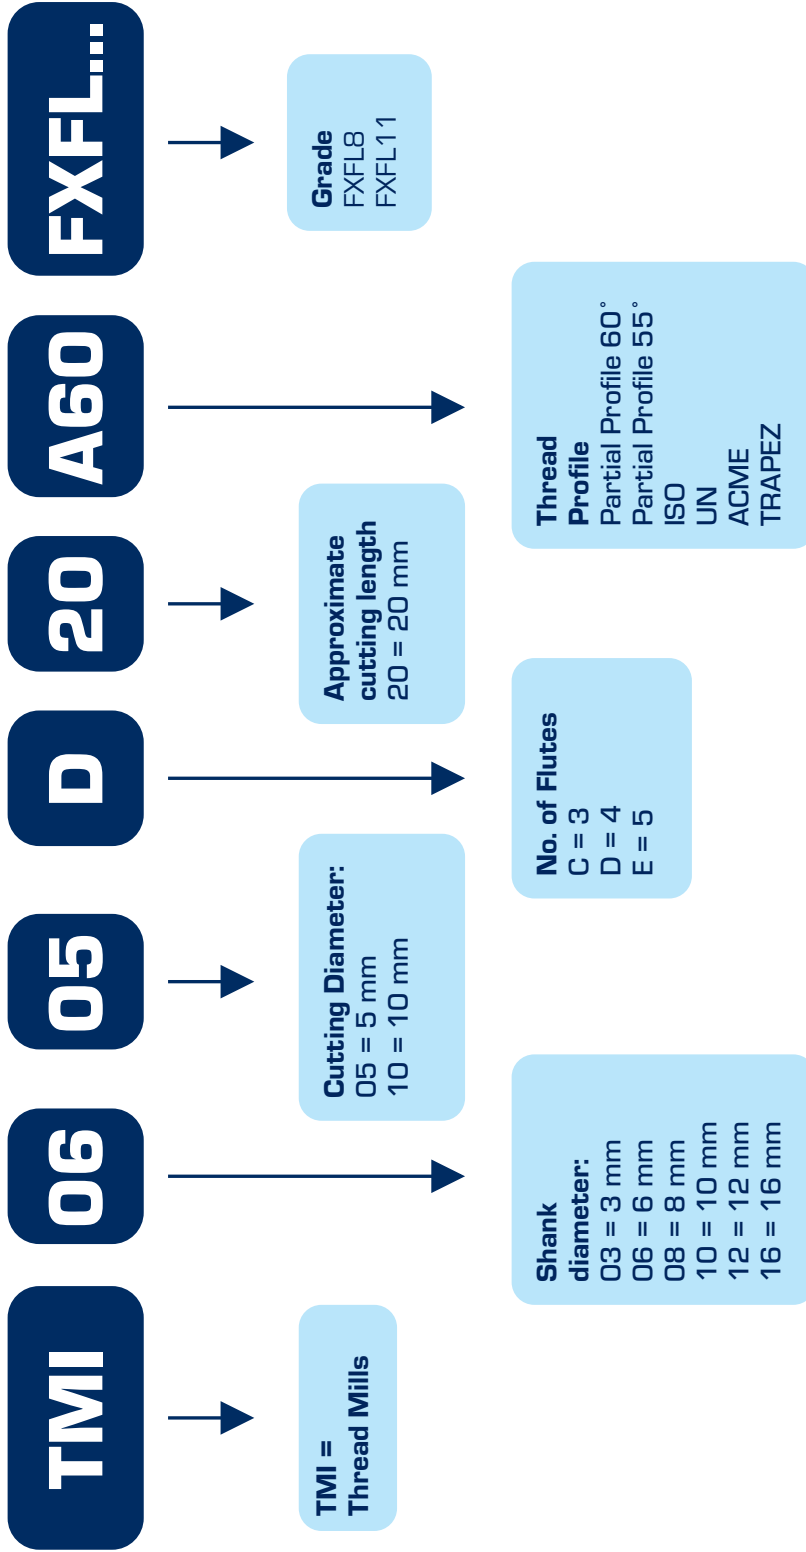 TMI
06
05
D
20
A60
FXFL...
TMI =
Thread Mills
Shank
diameter:
03 = 3 mm
06 = 6 mm
08 = 8 mm
10 = 10 mm
12 = 12 mm
16 = 16 mm
Cutting Diameter:
05 = 5 mm
10 = 10 mm
No. of Flutes
C = 3
D = 4
E = 5
Approximate
cutting length
20 = 20 mm
Thread
Profile
Partial Profile 60°
Partial Profile 55°
ISO
UN
ACME
TRAPEZ
Grade
FXFL8
FXFL11